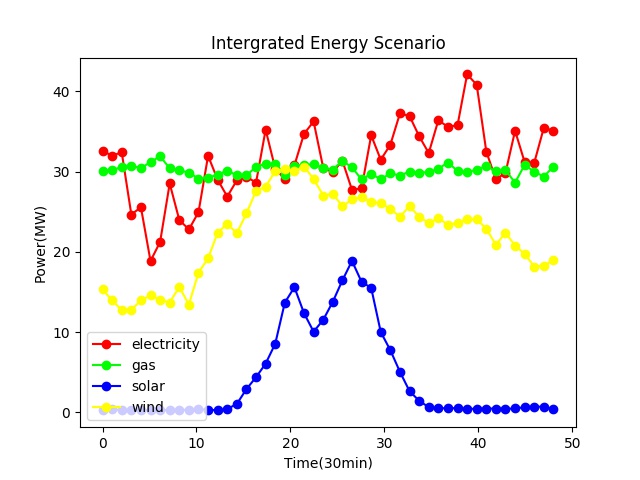 Intergrated Energy Scenario
Power(MW)
40
30
20
10
0
electricity
gas
solar
wind
0 10 20 30 40 50
Time(30min)